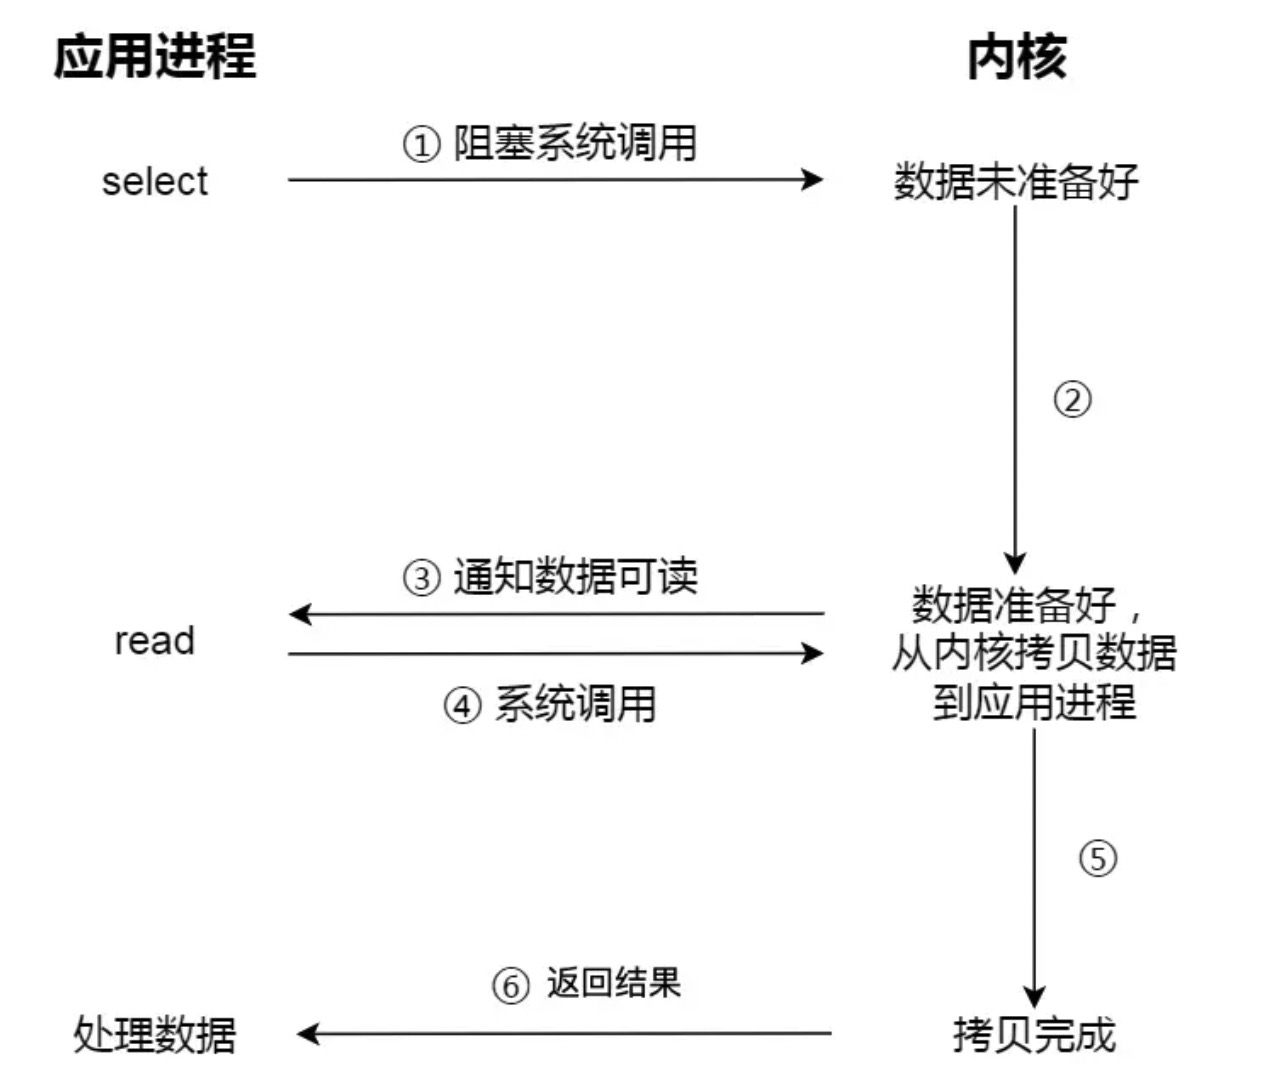 应用进程
内核
① 阻塞系统调用
select
数据未准备好
②
③ 通知数据可读
数据准备好，
read
从内核拷贝数据
④ 系统调用
到应用进程
⑤
⑥ 返回结果
处理数据
拷贝完成